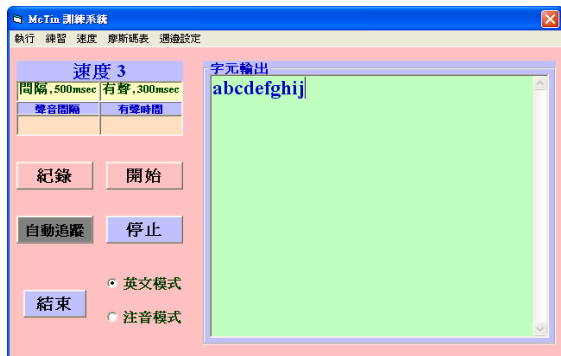 McTin 訓練系統
執行 練習 速度 摩斯碼表 週邊設定
速度 3
間隔,500msec 有聲,300msec
聲音間隔 有聲時間
紀錄 開始
自動追蹤 停止
英文模式
結束
注音模式
字元輸出
abcdefghij